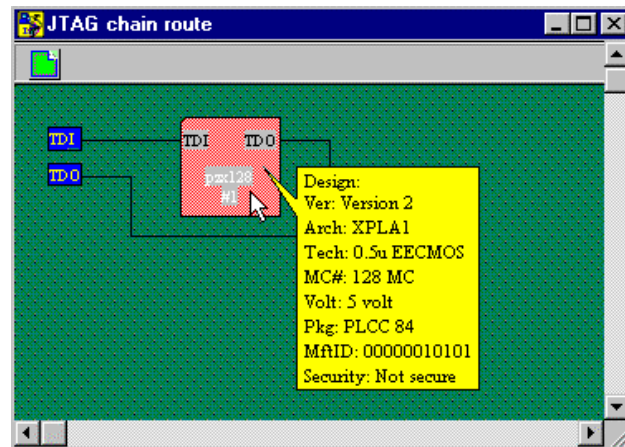 JTAG chain route
TDI
TDI TDO
TDO
#1
Design:
Ver: Version 2
Arch: XPLA1
Tech: 0.5u EECMOS
MC#: 128 MC
Volt: 5 volt
Pkg: PLCC 84
MftID: 00000010101
Security: Not secure